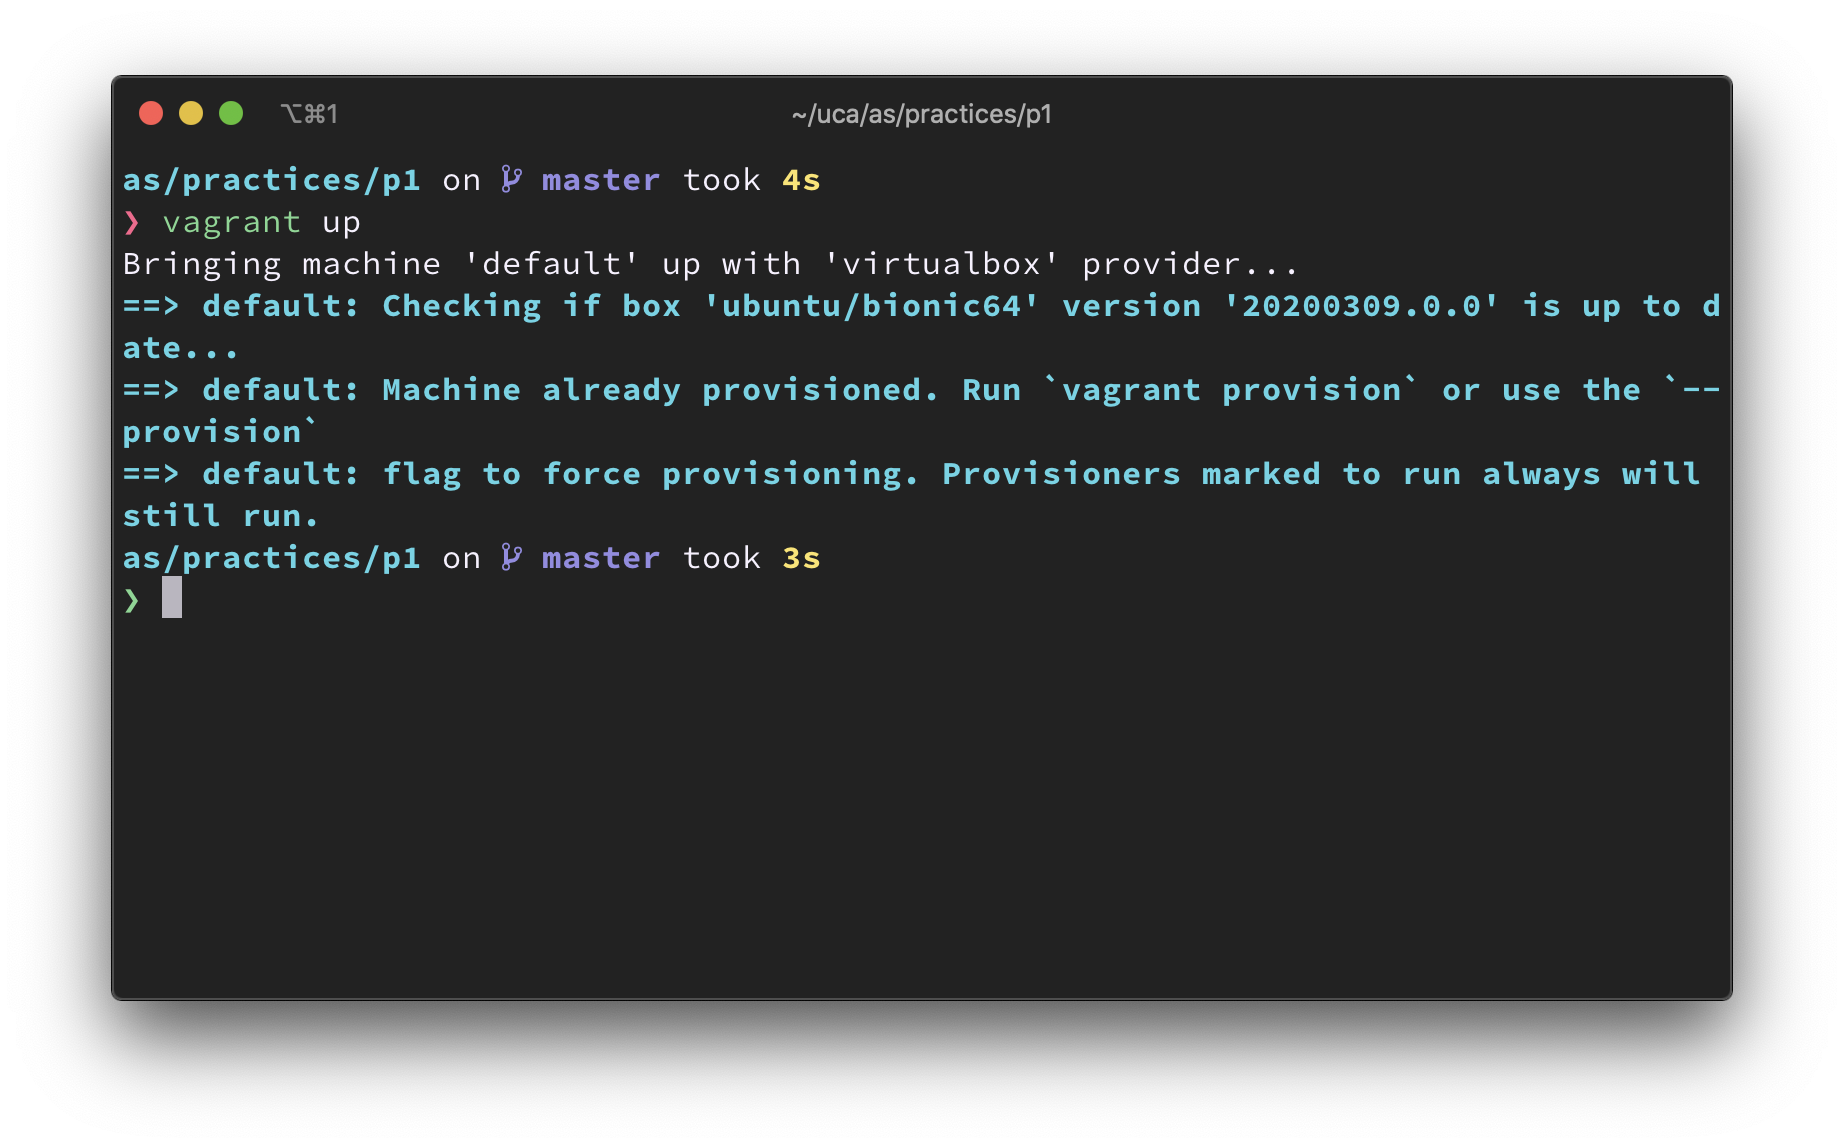 ⌥⌘1 ~/uca/as/practices/p1
as/practices/p1 on master took 4s
❯ vagrant up
Bringing machine 'default' up with 'virtualbox' provider...
==> default: Checking if box 'ubuntu/bionic64' version '20200309.0.0' is up to d
ate...
==> default: Machine already provisioned. Run `vagrant provision` or use the `--
provision`
==> default: flag to force provisioning. Provisioners marked to run always will
still run.
as/practices/p1 on master took 3s
❯